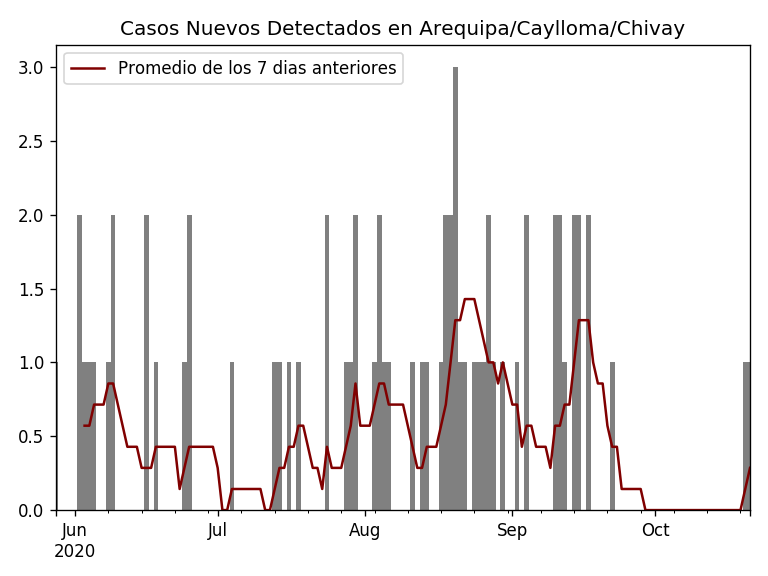 Casos Nuevos Detectados en Arequipa/Caylloma/Chivay
Promedio de los 7 dias anteriores
3.0
2.5
2.0
1.5
1.0
0.5
0.0
Jun Jul Aug Sep Oct
2020